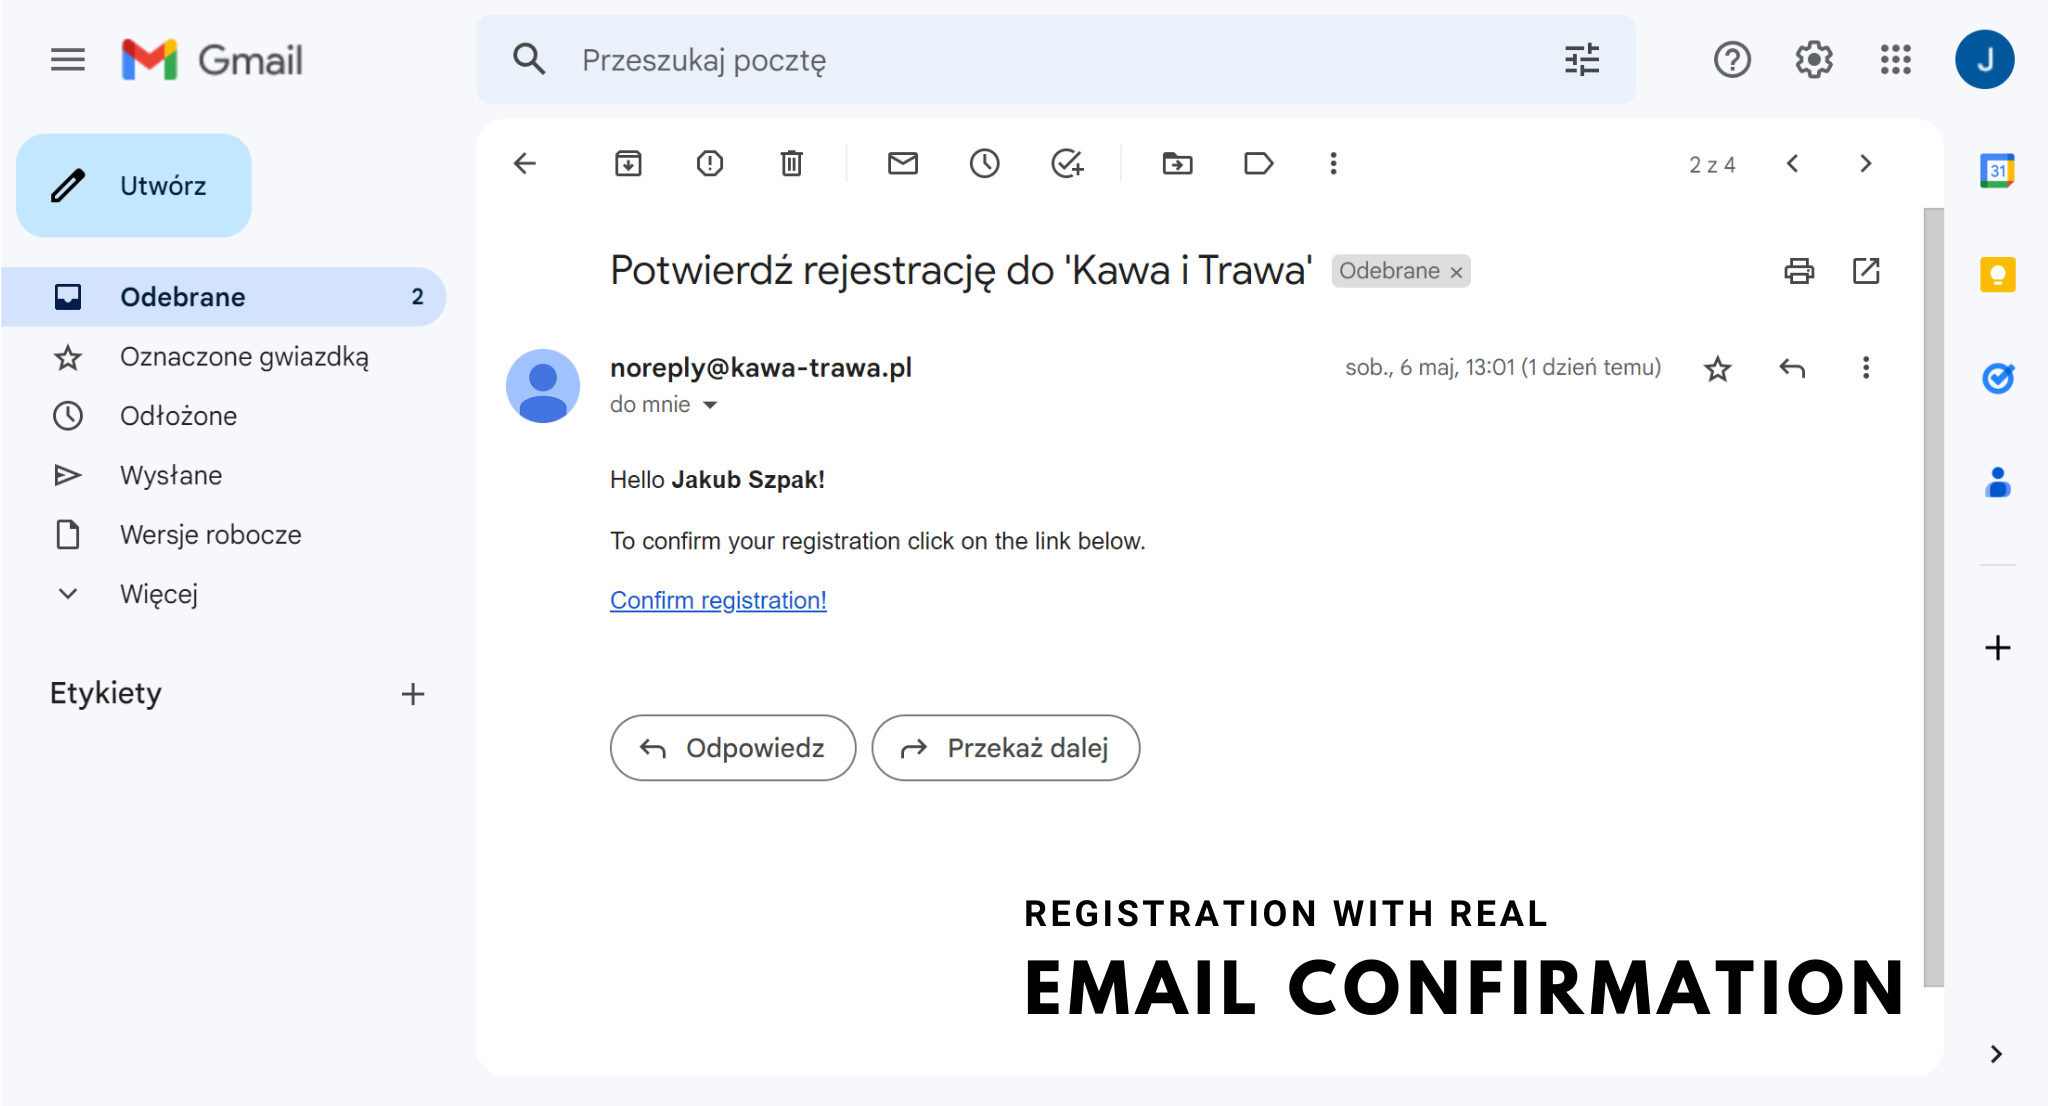 Gmail
Przeszukaj pocztę
J
Utwórz
2 z 4
31
Odebrane 2
Oznaczone gwiazdką
Odłożone
Wysłane
Wersje robocze
Więcej
Etykiety
Potwierdź rejestrację do 'Kawa i Trawa' Odebrane ×
noreply@kawa-trawa.pl sob., 6 maj, 13:01 (1 dzień temu)
do mnie
Hello Jakub Szpak!
To confirm your registration click on the link below.
Confirm registration!
Odpowiedz Przekaż dalej
REGISTRATION WITH REAL
EMAIL CONFIRMATION